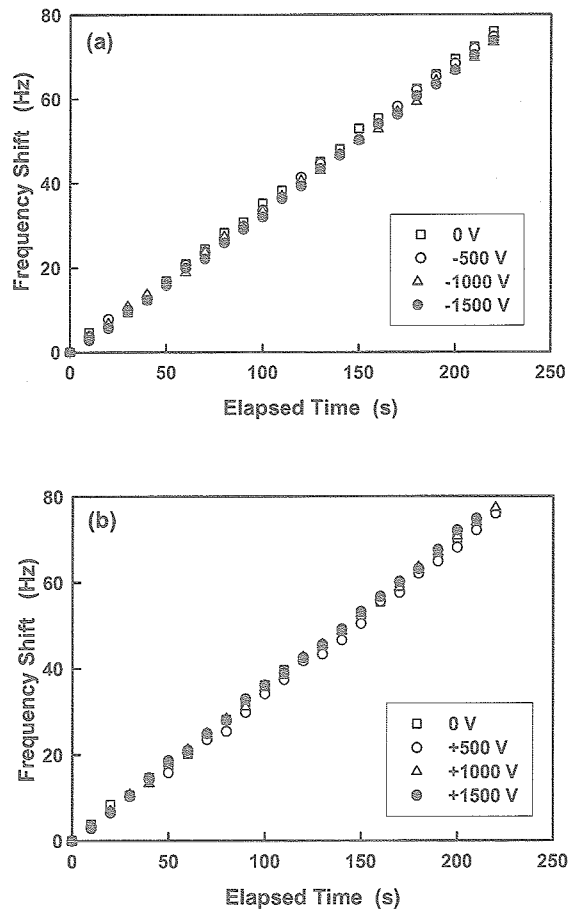 (a)
Frequency Shift (Hz)
80
60
40
20
0
0 V
-500 V
-1000 V
-1500 V
0 50 100 150 200 250
Elapsed Time (s)
(b)
Frequency Shift (Hz)
80
60
40
20
0
0 V
+500 V
+1000 V
+1500 V
0 50 100 150 200 250
Elapsed Time (s)